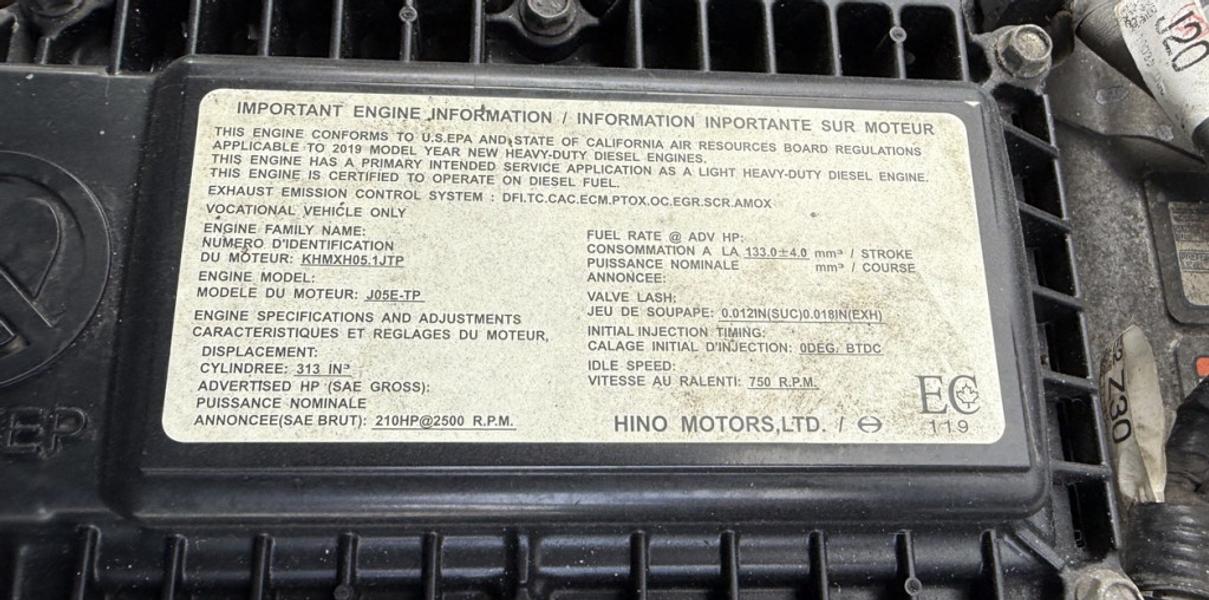 IMPORTANT ENGINE INFORMATION / INFORMATION INPORTANTE SUR MOTEUR
THIS ENGINE CONFORMS TO U.S.EPA AND STATE OF CALIFORNIA AIR RESOURCES BOARD REGULATIONS
APPLICABLE TO 2019 MODEL YEAR NEW HEAVY-DUTY DIESEL ENGINES.
THIS ENGINE HAS A PRIMARY INTENDED SERVICE APPLICATION AS A LIGHT HEAVY-DUTY DIESEL ENGINE.
THIS ENGINE IS CERTIFIED TO OPERATE ON DIESEL FUEL.
EXHAUST EMISSION CONTROL SYSTEM : DFI.TC.CAC.ECM.PTOX.OC.EGR.SCR.AMOX
VOCATIONAL VEHICLE ONLY
ENGINE FAMILY NAME:
NUMERO D'IDENTIFICATION
DU MOTEUR: KHMXH05.1JTP
ENGINE MODEL:
MODELE DU MOTEUR: J05E-TP
ENGINE SPECIFICATIONS AND ADJUSTMENTS
CARACTERISTIQUES ET REGLAGES DU MOTEUR,
DISPLACEMENT:
CYLINDREE: 313 IN³
ADVERTISED HP (SAE GROSS):
PUISSANCE NOMINALE
ANNONCEE(SAE BRUT): 210HP@2500 R.P.M.
FUEL RATE @ ADV HP:
CONSOMMATION A LA 133.0±4.0 mm³ / STROKE
PUISSANCE NOMINALE mm³ / COURSE
ANNONCEE:
VALVE LASH:
JEU DE SOUPAPE: 0.012IN(SUC)0.018IN(EXH)
INITIAL INJECTION TIMING:
CALAGE INITIAL D'INJECTION: 0DEG. BTDC
IDLE SPEED:
VITESSE AU RALENTI: 750 R.P.M.
HINO MOTORS,LTD. /
EC
119
J20
Z30
EP